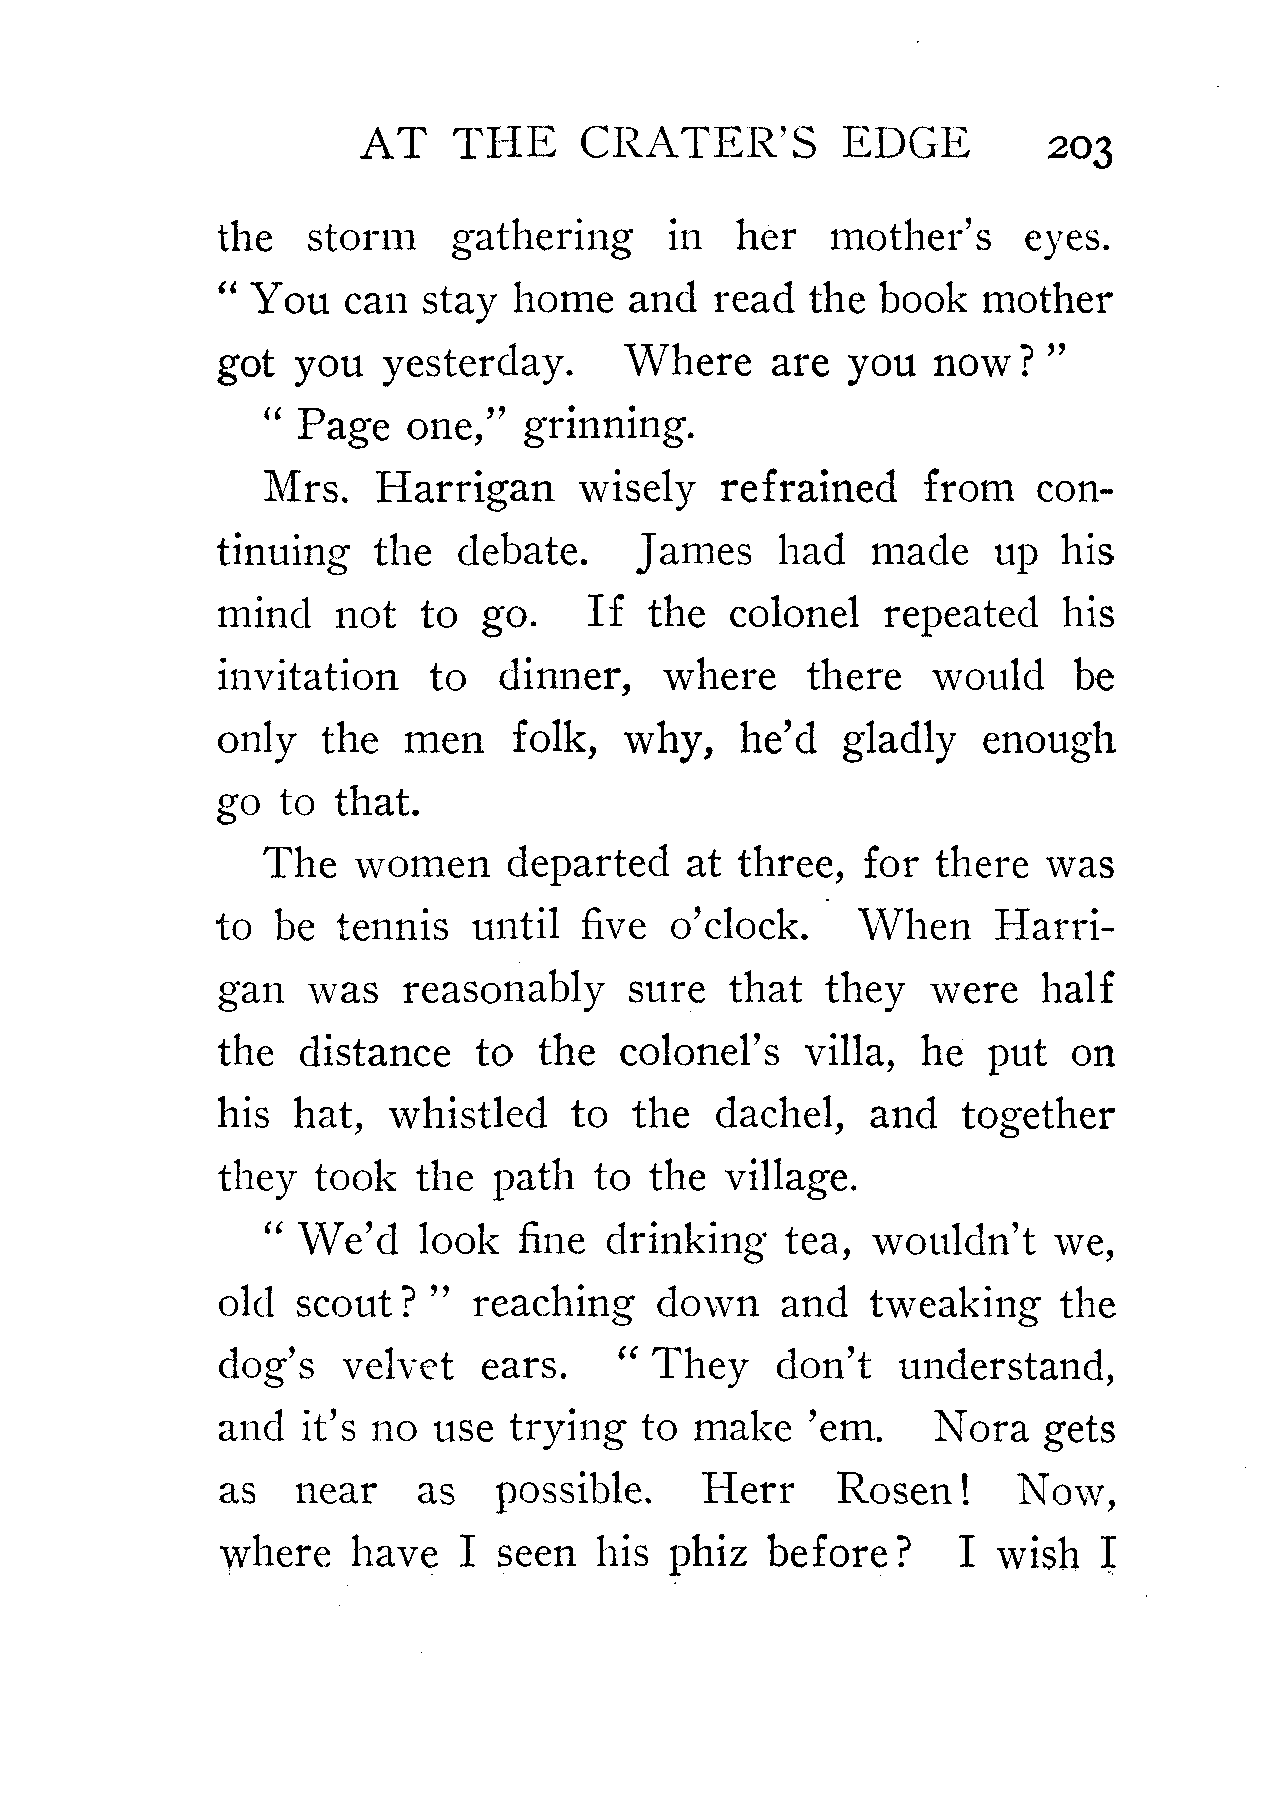 AT THE CRATER'S EDGE 203
the storm gathering in her mother's eyes.
“ You can stay home and read the book mother
got you yesterday. Where are you now? ”
“ Page one,” grinning.
Mrs. Harrigan wisely refrained from con-
tinuing the debate. James had made up his
mind not to go. If the colonel repeated his
invitation to dinner, where there would be
only the men folk, why, he'd gladly enough
go to that.
The women departed at three, for there was
to be tennis until five o'clock. When Harri-
gan was reasonably sure that they were half
the distance to the colonel's villa, he put on
his hat, whistled to the dachel, and together
they took the path to the village.
“ We'd look fine drinking tea, wouldn't we,
old scout? ” reaching down and tweaking the
dog's velvet ears. “ They don't understand,
and it's no use trying to make 'em. Nora gets
as near as possible. Herr Rosen! Now,
where have I seen his phiz before? I wish I